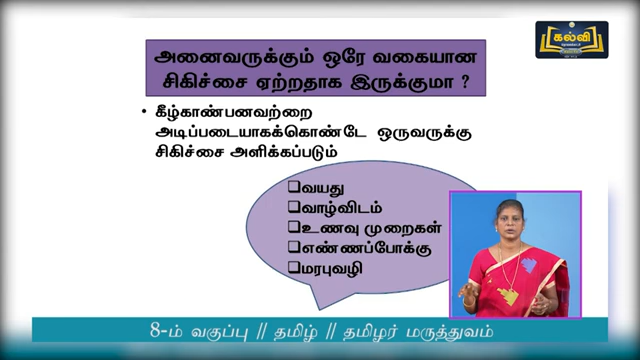 கல்வி
அனைவருக்கும் ஒரே வகையான
சிகிச்சை ஏற்றதாக இருக்குமா ?
• கீழ்காண்பனவற்றை
அடிப்படையாகக்கொண்டே ஒருவருக்கு
சிகிச்சை அளிக்கப்படும்
❑வயது
❑வாழ்விடம்
❑உணவு முறைகள்
❑எண்ணப்போக்கு
❑மரபுவழி
8-ம் வகுப்பு // தமிழ் // தமிழர் மருத்துவம்